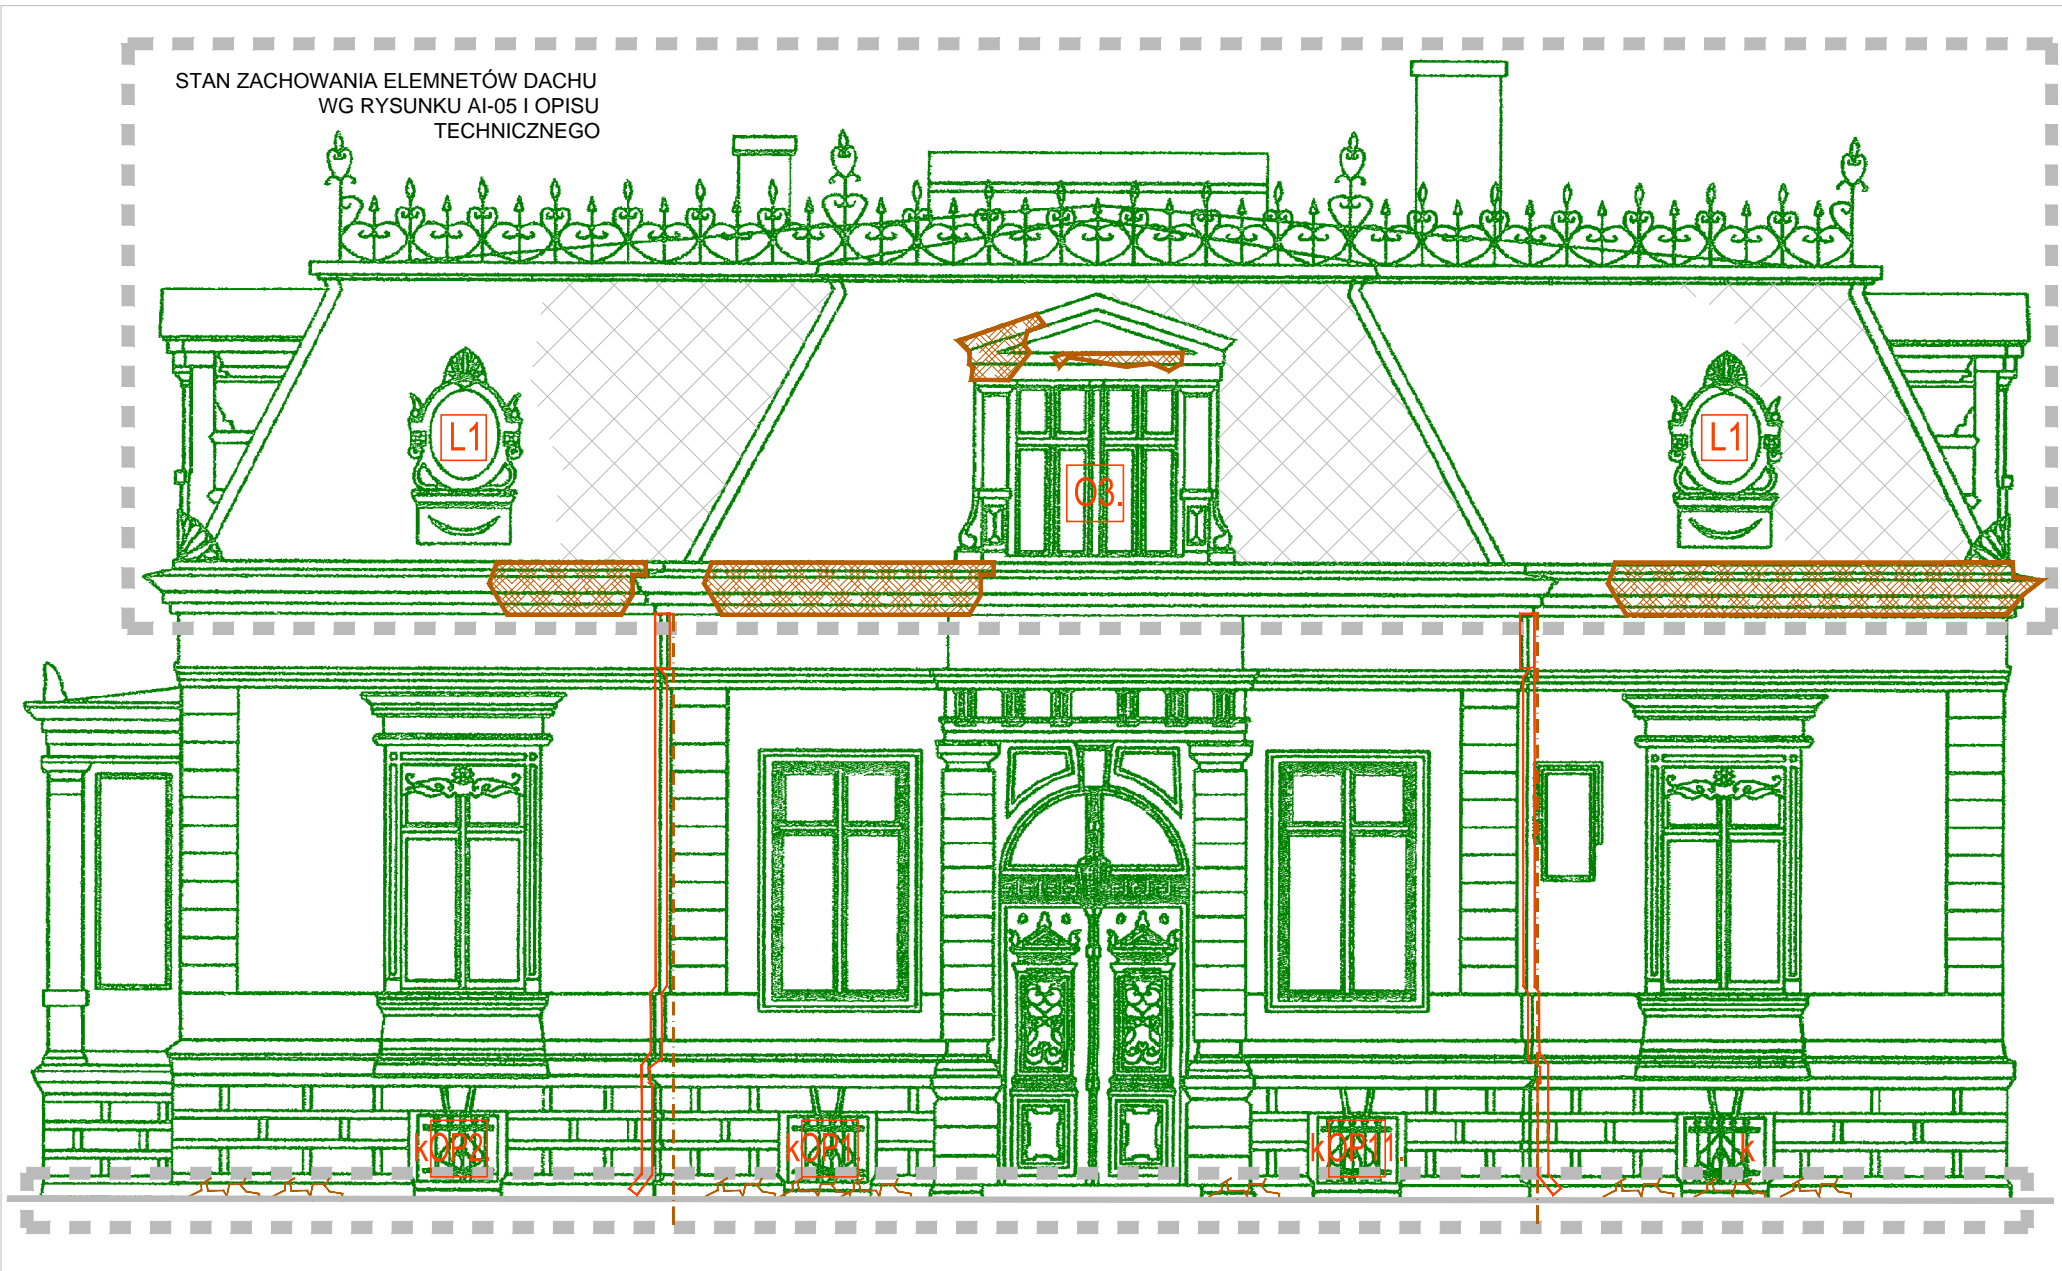 STAN ZACHOWANIA ELEMNETÓW DACHU
WG RYSUNKU AI-05 I OPISU
TECHNICZNEGO
L1
L1
O3.
kOP2.
kOP1.
kOP11.
k